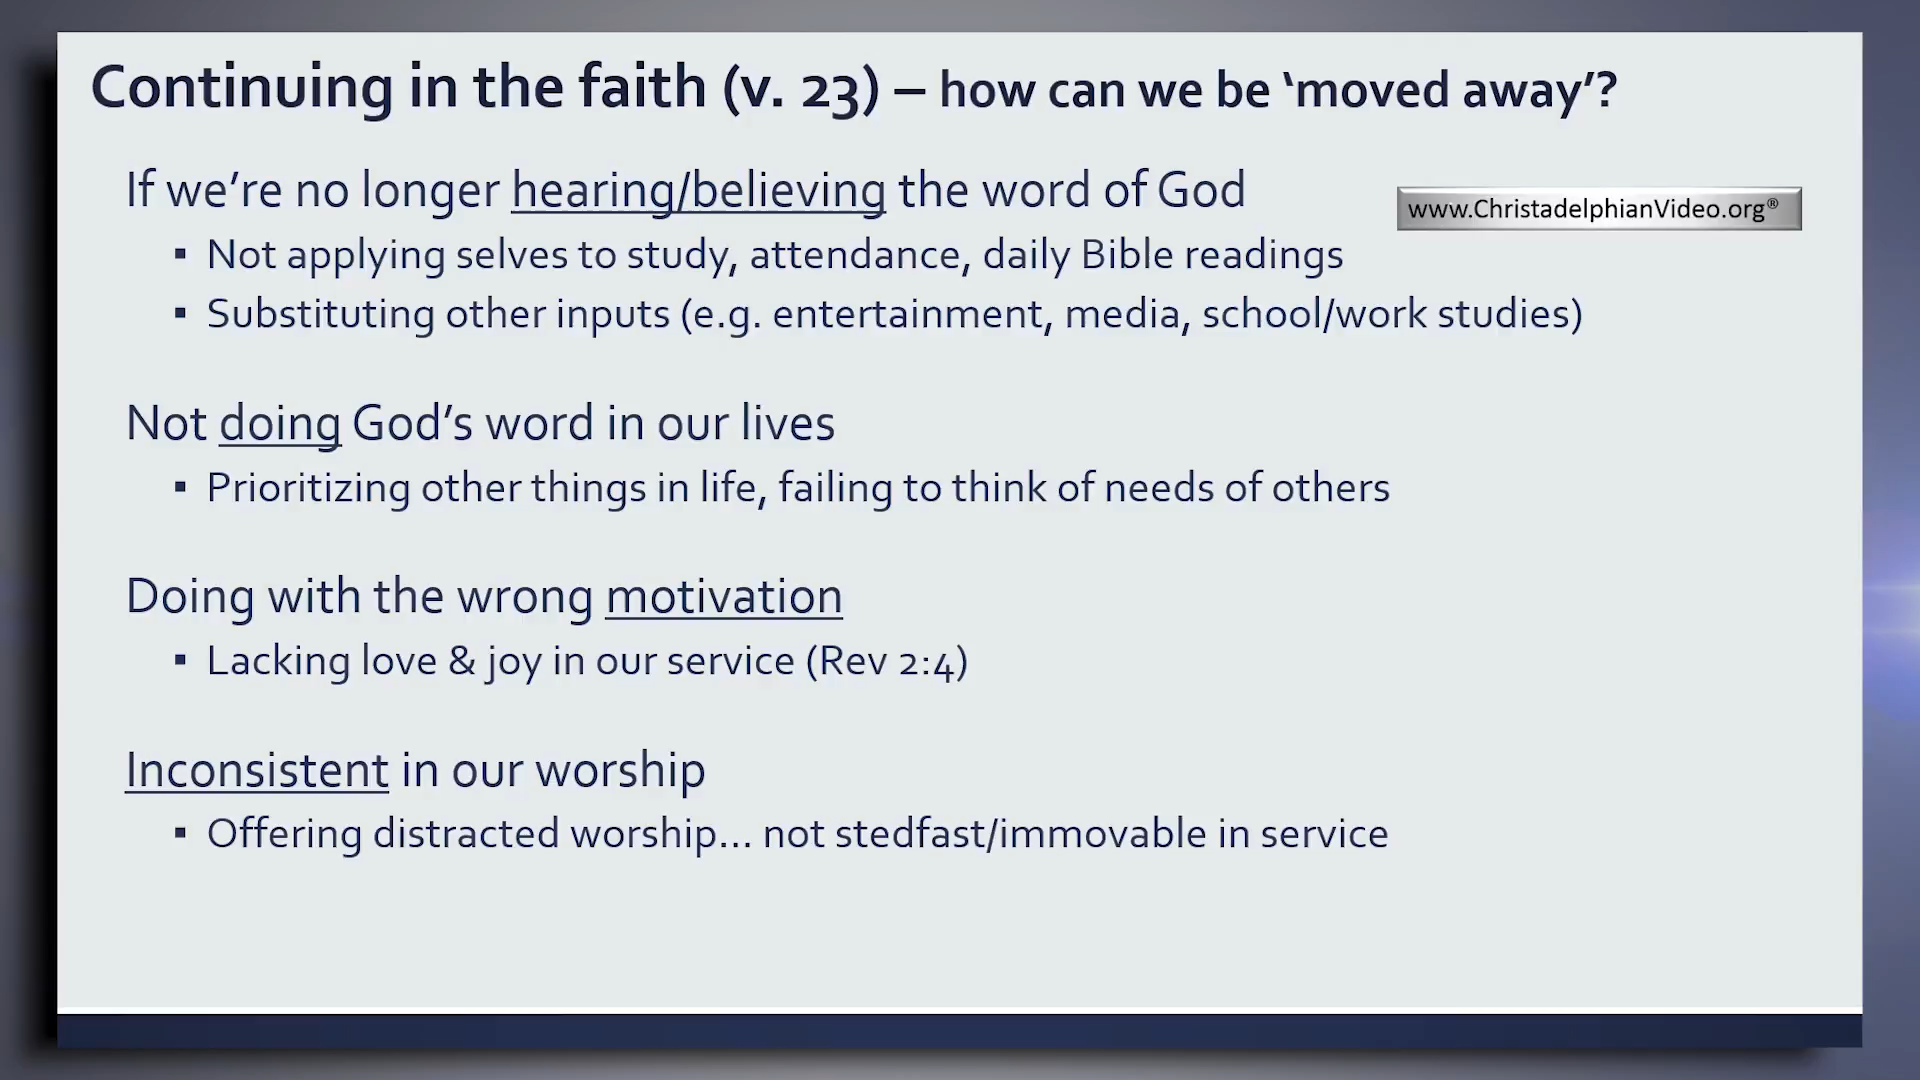 Continuing in the faith (v. 23) – how can we be ‘moved away’?
If we’re no longer hearing/believing the word of God
www.ChristadelphianVideo.org®
▪ Not applying selves to study, attendance, daily Bible readings
▪ Substituting other inputs (e.g. entertainment, media, school/work studies)
Not doing God’s word in our lives
▪ Prioritizing other things in life, failing to think of needs of others
Doing with the wrong motivation
▪ Lacking love & joy in our service (Rev 2:4)
Inconsistent in our worship
▪ Offering distracted worship... not stedfast/immovable in service